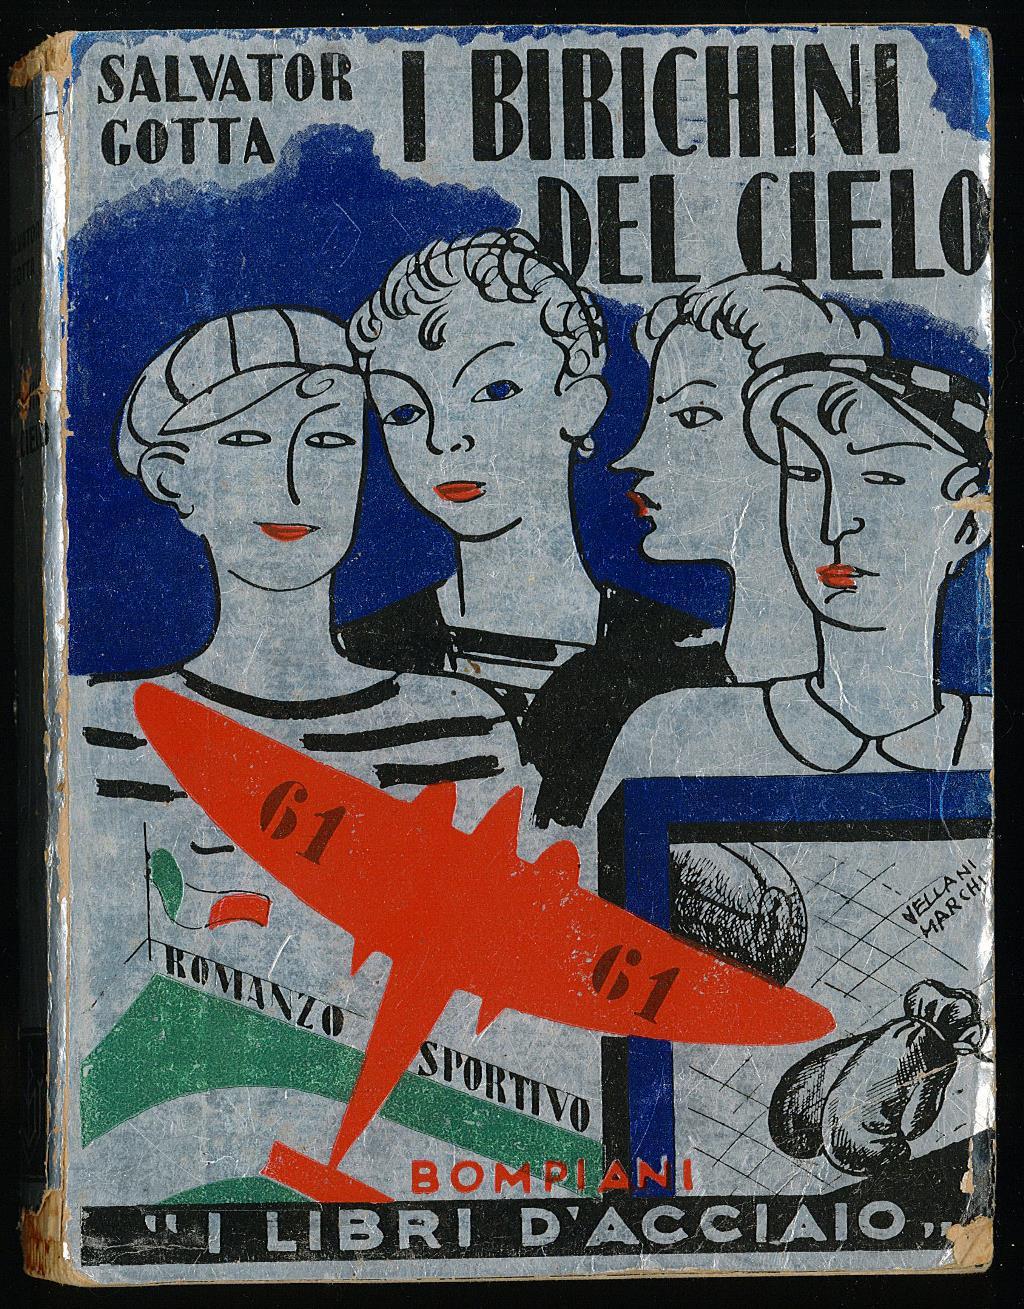 SALVATOR
GOTTA
I BIRICHINI
DEL CIELO
61
61
VELLANI
MARCHI
ROMANZO
SPORTIVO
BOMPIANI
"I LIBRI D'ACCIAIO„